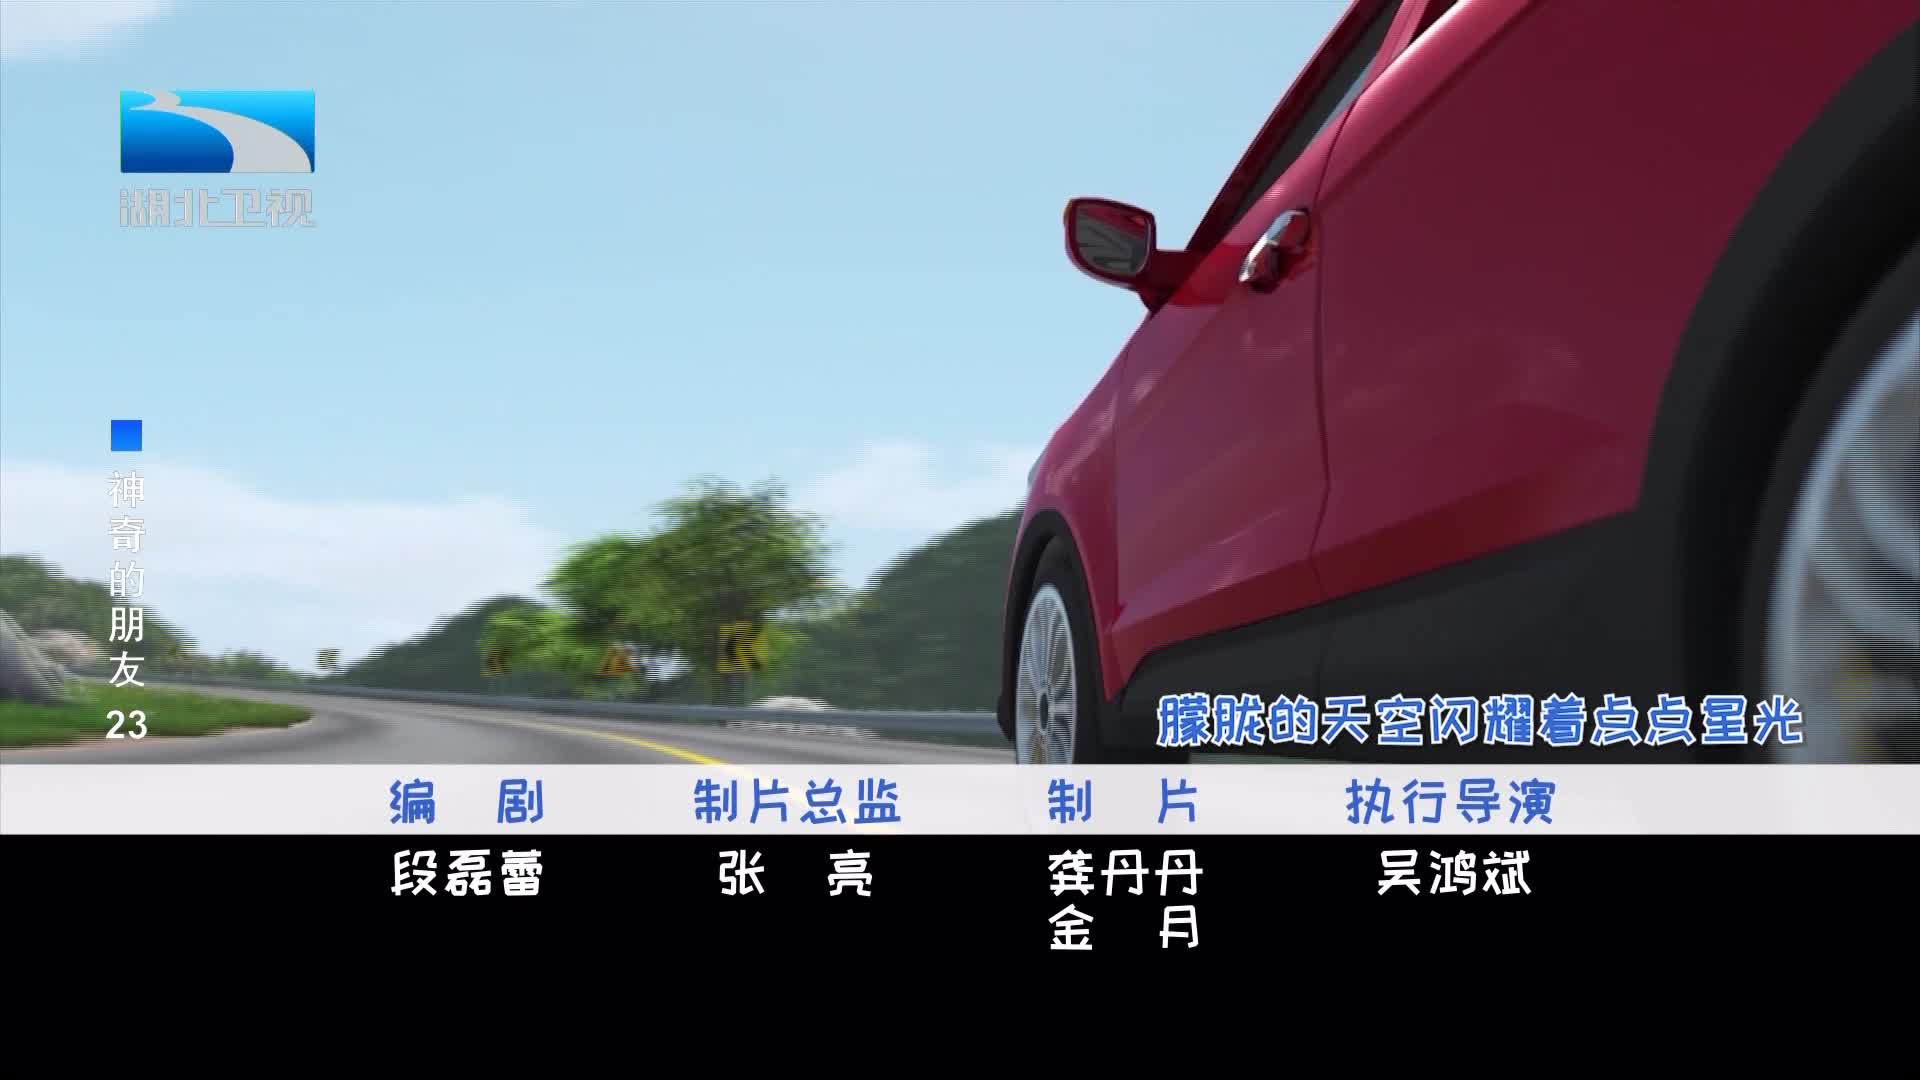 湖北卫视
神奇的朋友 23
朦胧的天空闪耀着点点星光
编 剧 制片总监 制 片 执行导演
段磊蕾 张 亮 龚丹丹 吴鸿斌
金 月